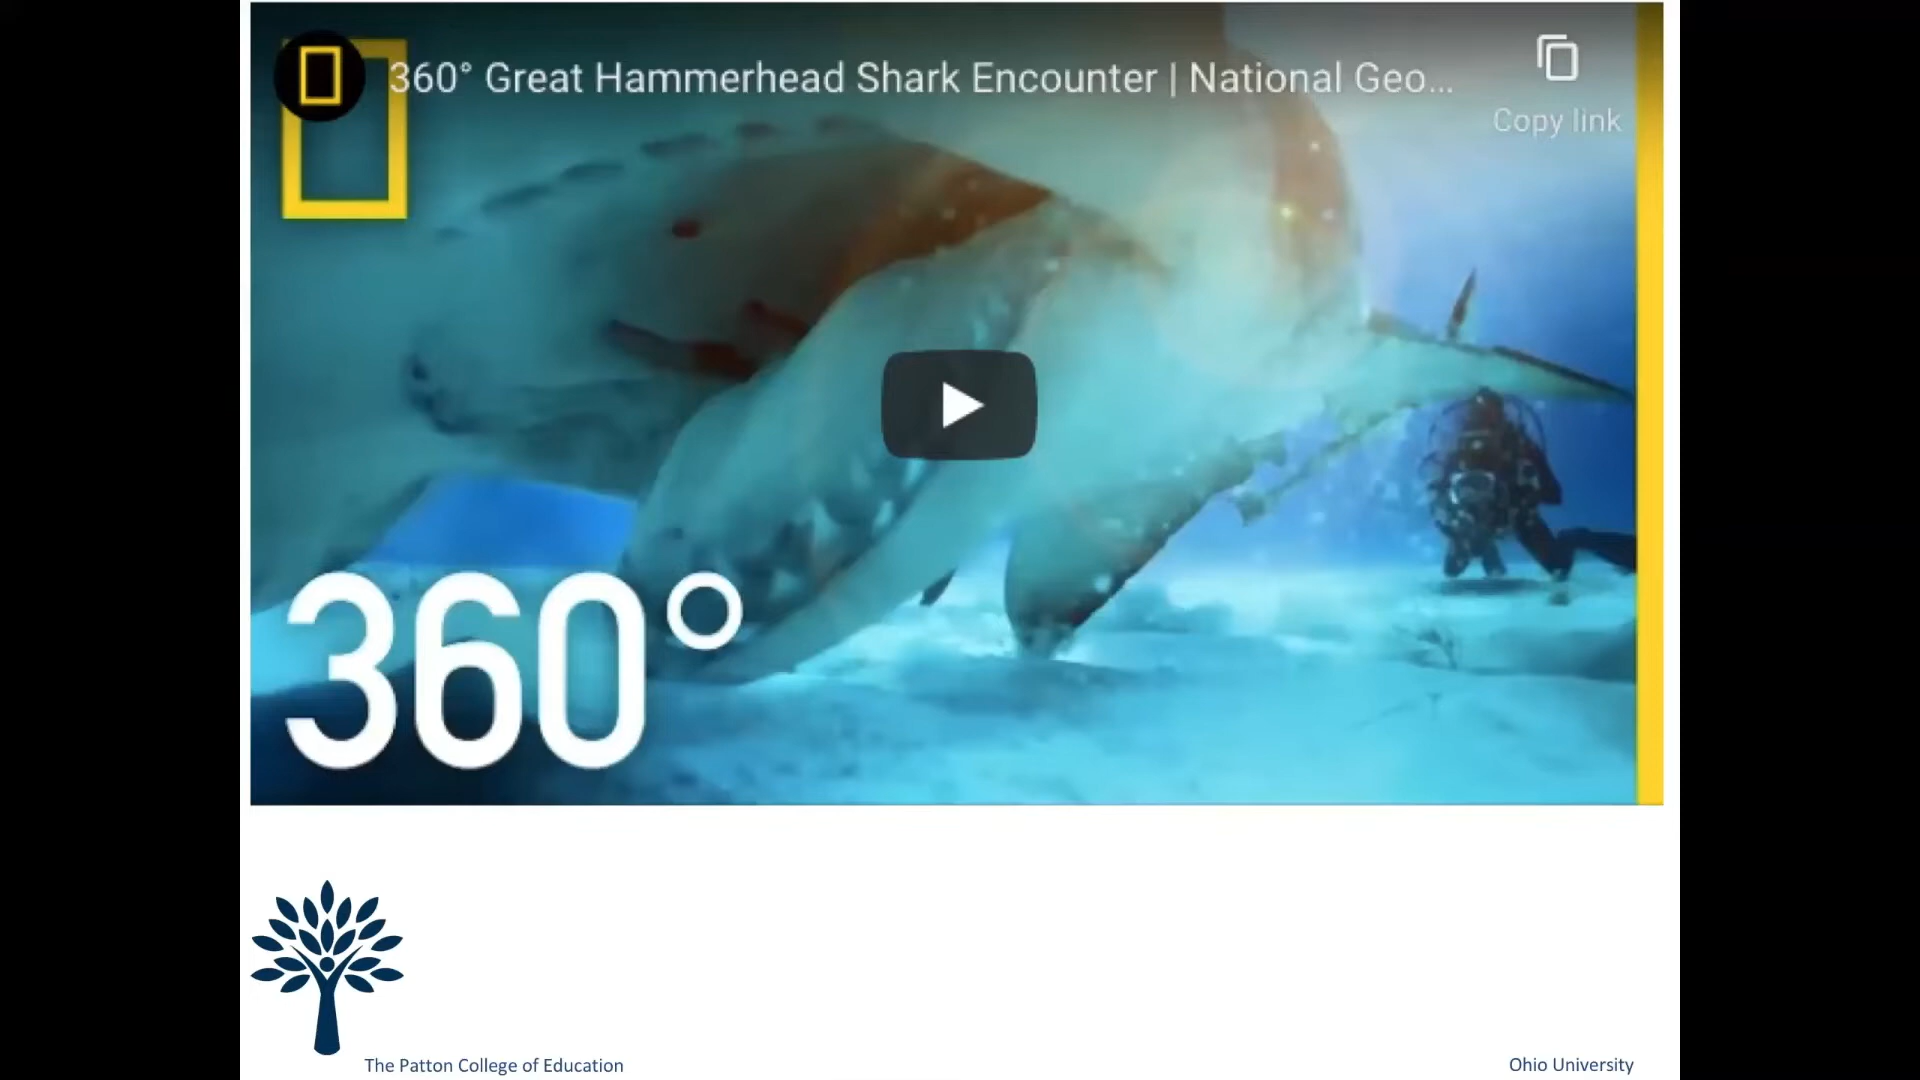 360° Great Hammerhead Shark Encounter | National Geo...
Copy link
360°
The Patton College of Education
Ohio University